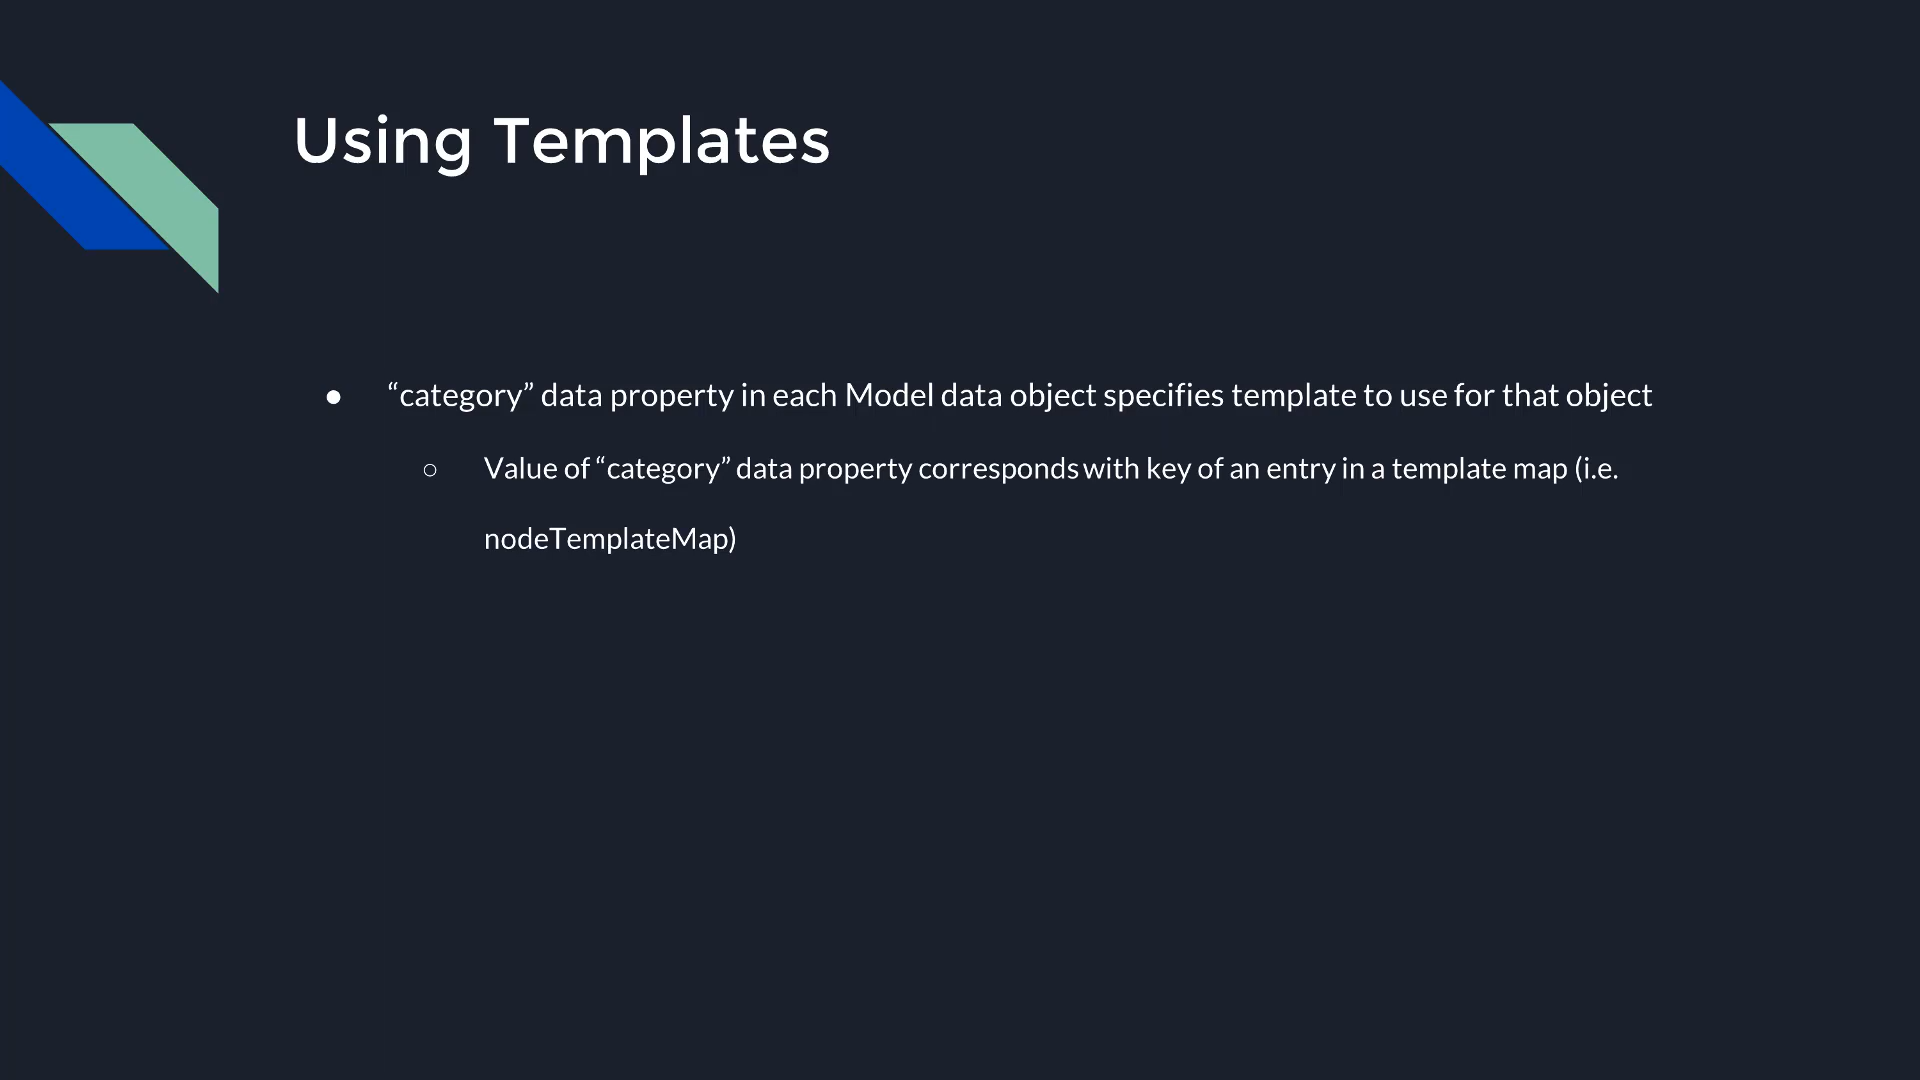 Using Templates
● “category” data property in each Model data object specifies template to use for that object
○ Value of “category” data property corresponds with key of an entry in a template map (i.e.
nodeTemplateMap)